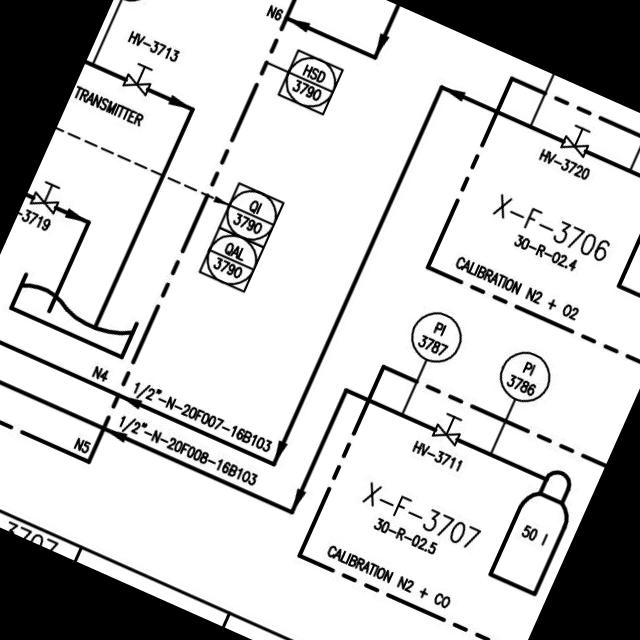 N6
HV-3713
HSD
3790
TRANSMITTER
HV-3720
-3719
QI
3790
QAL
3790
X-F-3706
30-R-02.4
CALIBRATION N2 + O2
PI
3787
PI
3786
N4
1/2"-N-20F007-16B103
1/2"-N-20F008-16B103
N5
HV-3711
X-F-3707
30-R-02.5
50 l
CALIBRATION N2 + CO